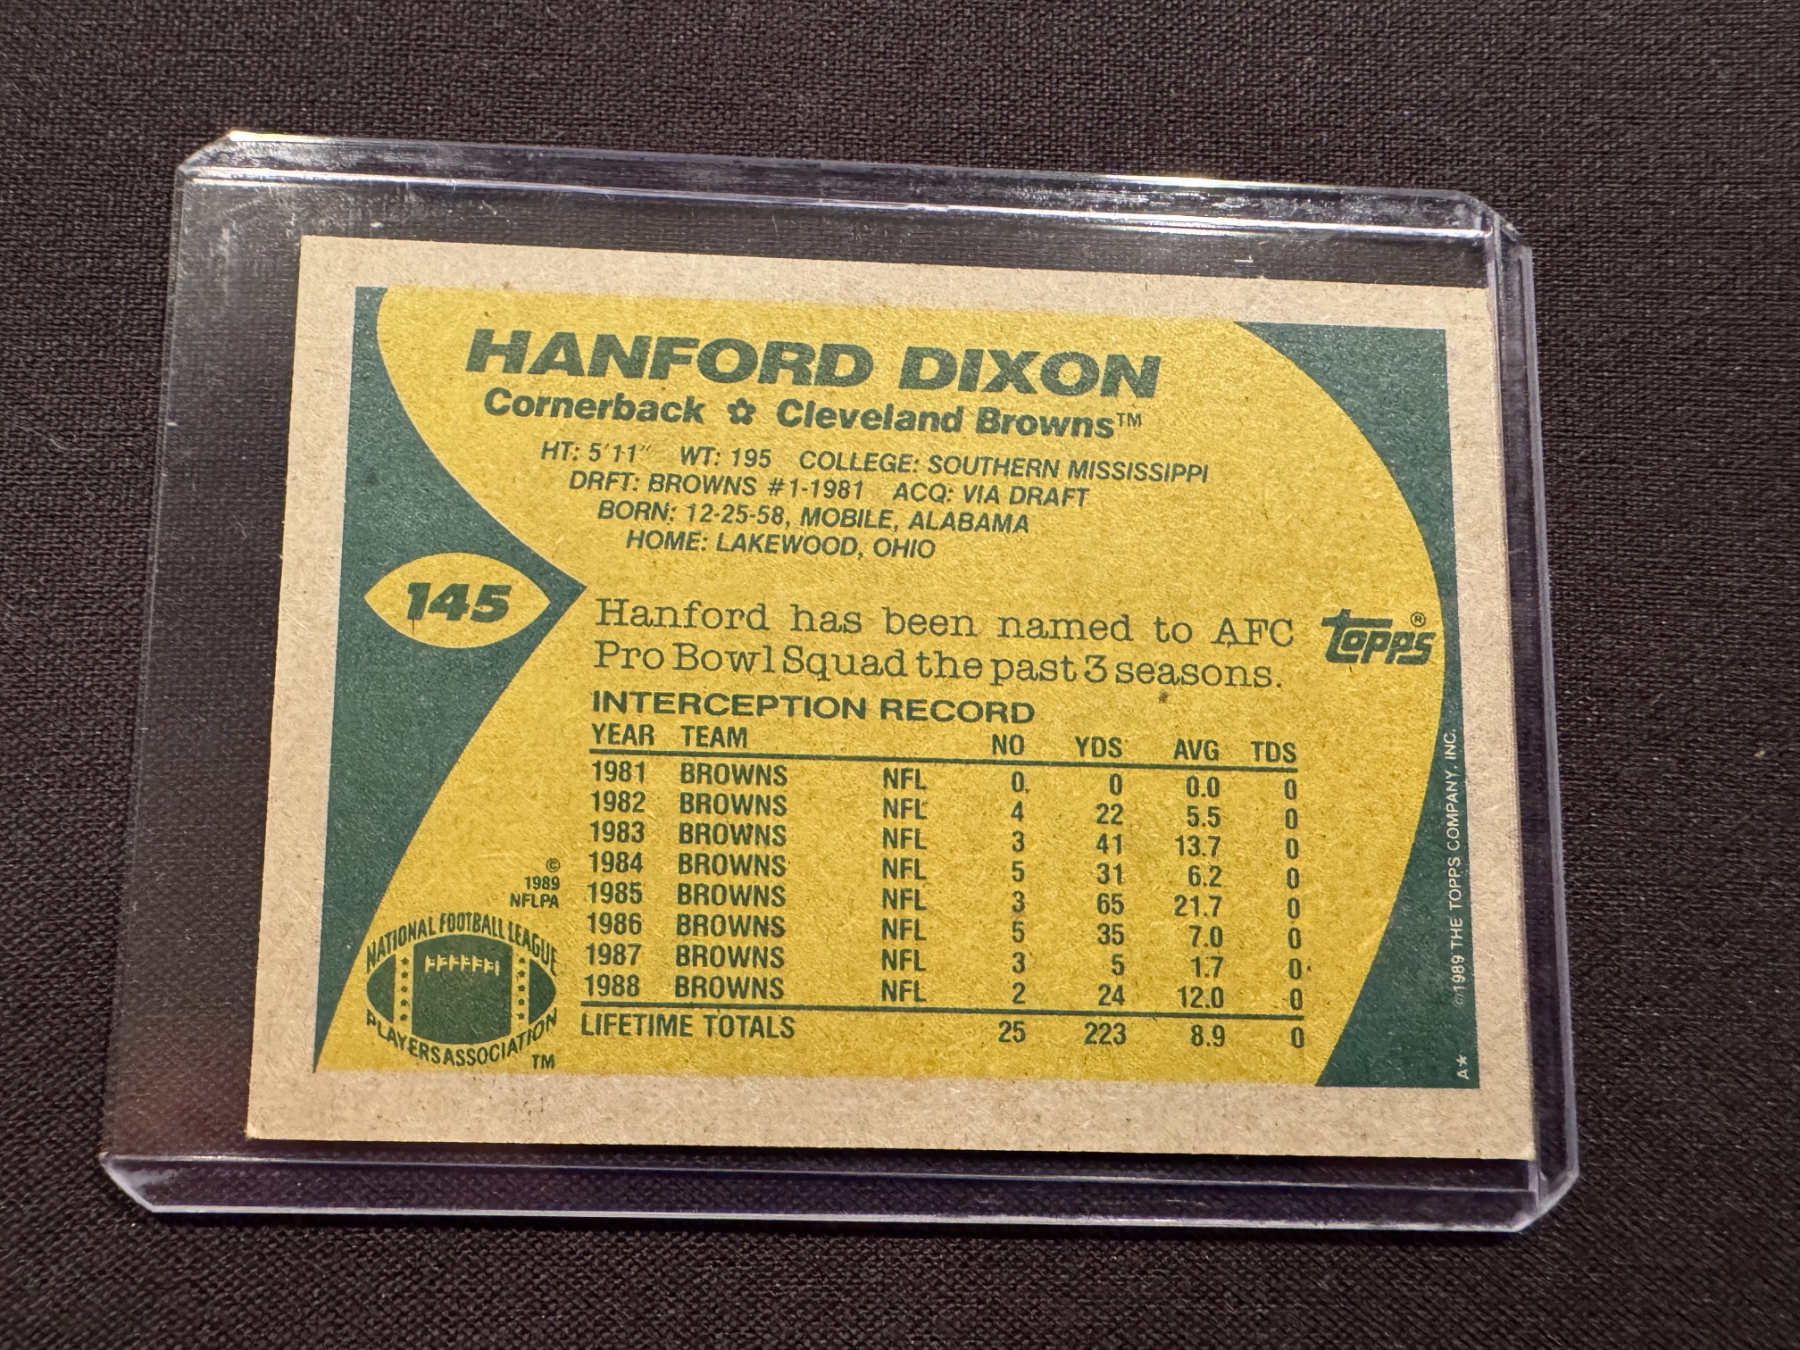 HANFORD DIXON
Cornerback ✿ Cleveland Browns™
HT: 5'11" WT: 195 COLLEGE: SOUTHERN MISSISSIPPI
DRFT: BROWNS #1-1981 ACQ: VIA DRAFT
BORN: 12-25-58, MOBILE, ALABAMA
HOME: LAKEWOOD, OHIO
145
Hanford has been named to AFC
Pro Bowl Squad the past 3 seasons.
topps®
INTERCEPTION RECORD
YEAR TEAM NO YDS AVG TDS
1981 BROWNS NFL 0 0 0.0 0
1982 BROWNS NFL 4 22 5.5 0
1983 BROWNS NFL 3 41 13.7 0
1984 BROWNS NFL 5 31 6.2 0
1985 BROWNS NFL 3 65 21.7 0
1986 BROWNS NFL 5 35 7.0 0
1987 BROWNS NFL 3 5 1.7 0
1988 BROWNS NFL 2 24 12.0 0
LIFETIME TOTALS 25 223 8.9 0
©
1989
NFLPA
NATIONAL FOOTBALL LEAGUE
PLAYERS ASSOCIATION
™
©1989 THE TOPPS COMPANY, INC.
A*